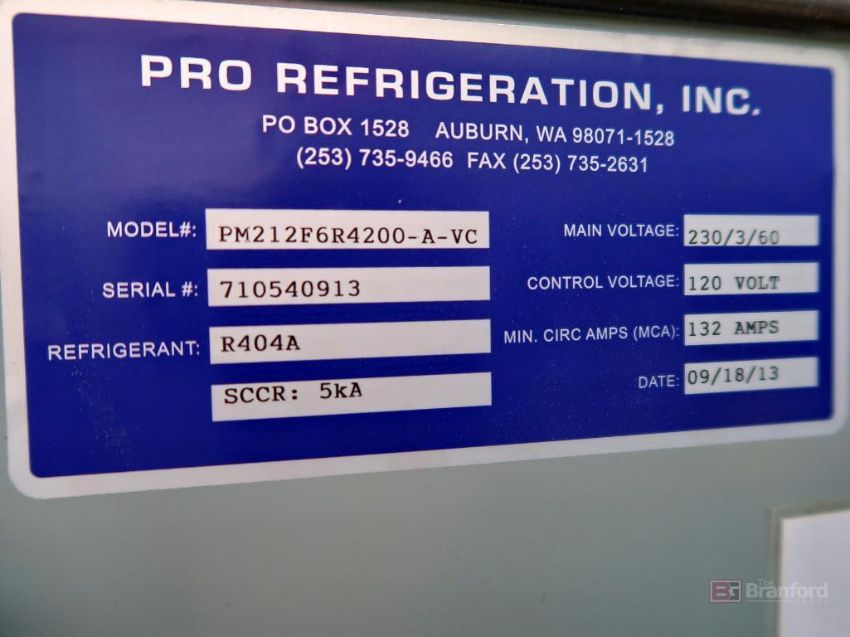 PRO REFRIGERATION, INC.
PO BOX 1528 AUBURN, WA 98071-1528
(253) 735-9466 FAX (253) 735-2631
MODEL#: PM212F6R4200-A-VC
SERIAL #: 710540913
REFRIGERANT: R404A
SCCR: 5kA
MAIN VOLTAGE: 230/3/60
CONTROL VOLTAGE: 120 VOLT
MIN. CIRC AMPS (MCA): 132 AMPS
DATE: 09/18/13
The
Branford
GROUP